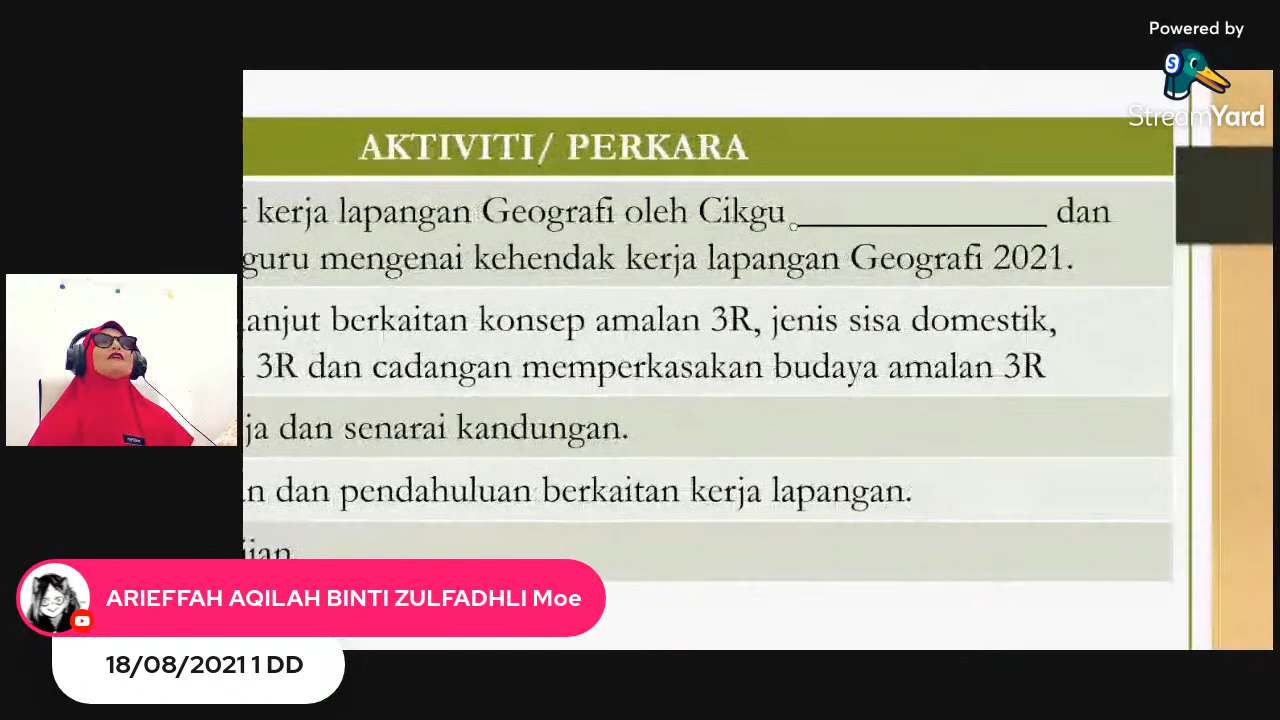 Powered by
StreamYard
AKTIVITI/ PERKARA
kerja lapangan Geografi oleh Cikgu ______________ dan
guru mengenai kehendak kerja lapangan Geografi 2021.
lanjut berkaitan konsep amalan 3R, jenis sisa domestik,
3R dan cadangan memperkasakan budaya amalan 3R
ja dan senarai kandungan.
n dan pendahuluan berkaitan kerja lapangan.
ARIEFFAH AQILAH BINTI ZULFADHLI Moe
18/08/2021 1 DD